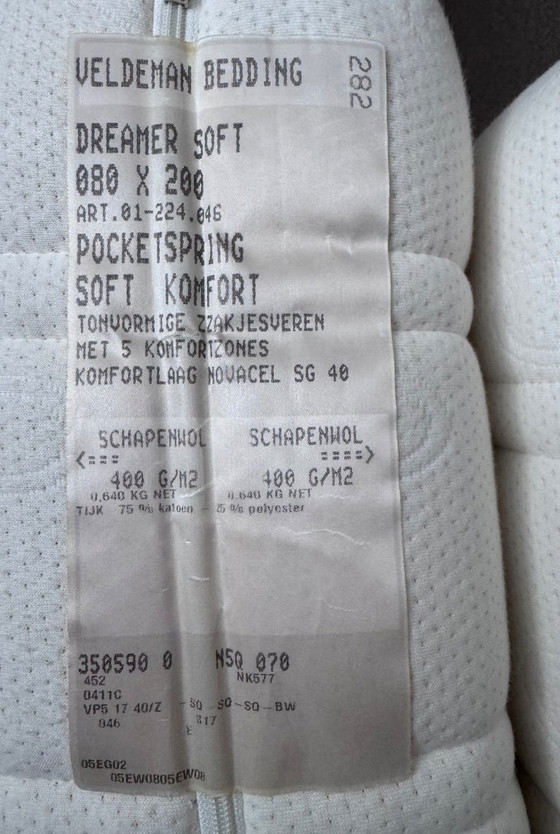 VELDEMAN BEDDING 282
DREAMER SOFT
080 X 200
ART.01-224.046
POCKETSPRING
SOFT KOMFORT
TONVORMIGE ZZAKJESVEREN
MET 5 KOMFORTZONES
KOMFORTLAAG NOVACEL SG 40
SCHAPENWOL SCHAPENWOL
<=== ====>
400 G/M2 400 G/M2
0,640 KG NET 0,640 KG NET
TIJK 75 % katoen - 25 % polyester
350590 0 N5Q 070
452 NK577
0411C
VP5 17 40/Z -SQ -SQ-SQ-BW
046 817
E
05EG02
05EW0805EW08